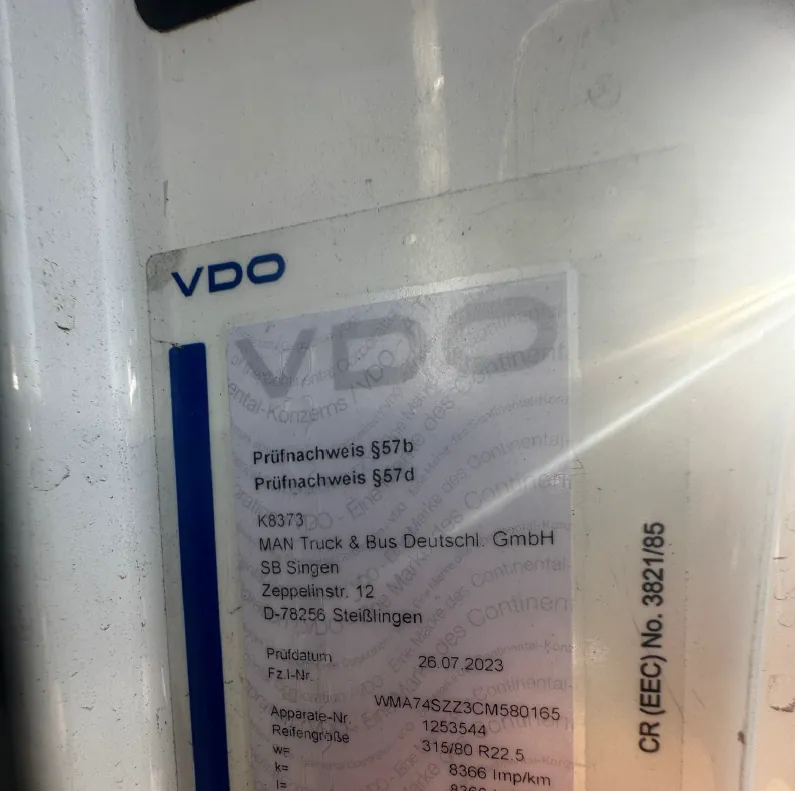 VDO
VDO
Prüfnachweis §57b
Prüfnachweis §57d
K8373
MAN Truck & Bus Deutschl. GmbH
SB Singen
Zeppelinstr. 12
D-78256 Steißlingen
Prüfdatum 26.07.2023
Fz.I-Nr. WMA74SZZ3CM580165
Apparate-Nr. 1253544
Reifengröße 315/80 R22.5
w= 8366 Imp/km
k=
l=
CR (EEC) No. 3821/85